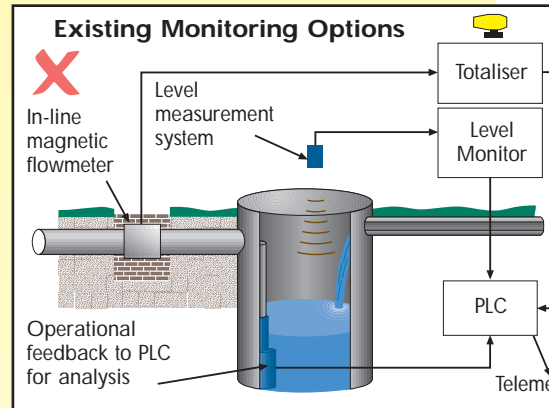 Existing Monitoring Options
Totaliser
Level
measurement
system
In-line
magnetic
flowmeter
Level
Monitor
PLC
Operational
feedback to PLC
for analysis
Teleme